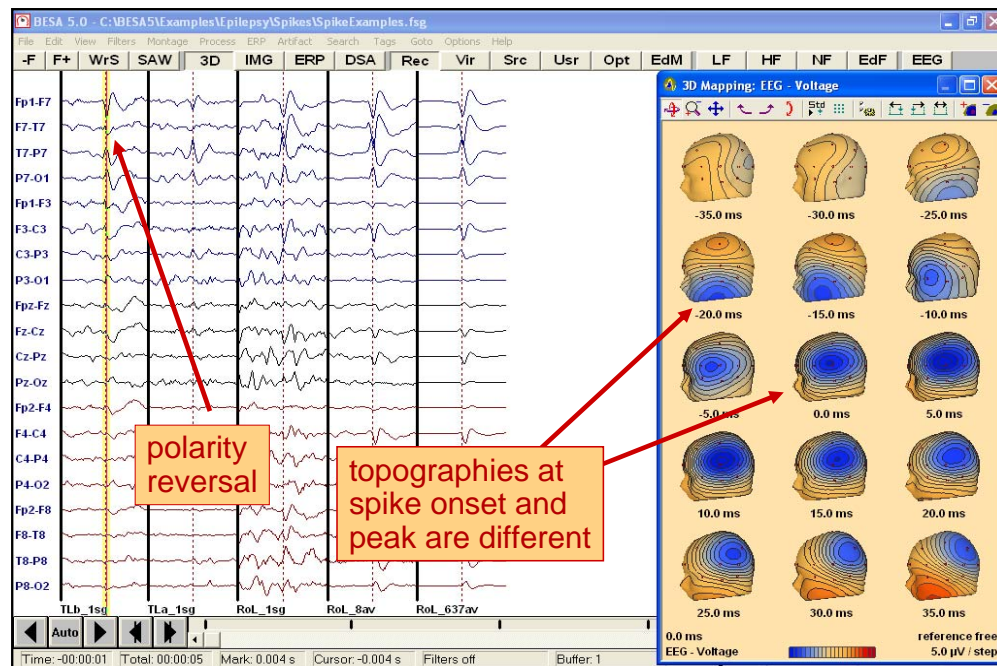 BESA 5.0 - C:\BESA5\Examples\Epilepsy\Spikes\SpikeExamples.fsg
File Edit View Filters Montage Process ERP Artifact Search Tags Goto Options Help
-F F+ WrS SAW 3D IMG ERP DSA Rec Vir Src Usr Opt EdM LF HF NF EdF EEG
3D Mapping: EEG - Voltage
Std
Fp1-F7
F7-T7
T7-P7
P7-O1
Fp1-F3
F3-C3
C3-P3
P3-O1
Fpz-Fz
Fz-Cz
Cz-Pz
Pz-Oz
Fp2-F4
F4-C4
C4-P4
P4-O2
Fp2-F8
F8-T8
T8-P8
P8-O2
polarity
reversal
topographies at
spike onset and
peak are different
-35.0 ms -30.0 ms -25.0 ms
-20.0 ms -15.0 ms -10.0 ms
-5.0 ms 0.0 ms 5.0 ms
10.0 ms 15.0 ms 20.0 ms
25.0 ms 30.0 ms 35.0 ms
0.0 ms reference free
EEG - Voltage 5.0 µV / step
TLb_1sg TLa_1sg RoL_1sg RoL_8av RoL_637av
Auto
Time: -00:00:01 Total: 00:00:05 Mark: 0.004 s Cursor: -0.004 s Filters off Buffer: 1